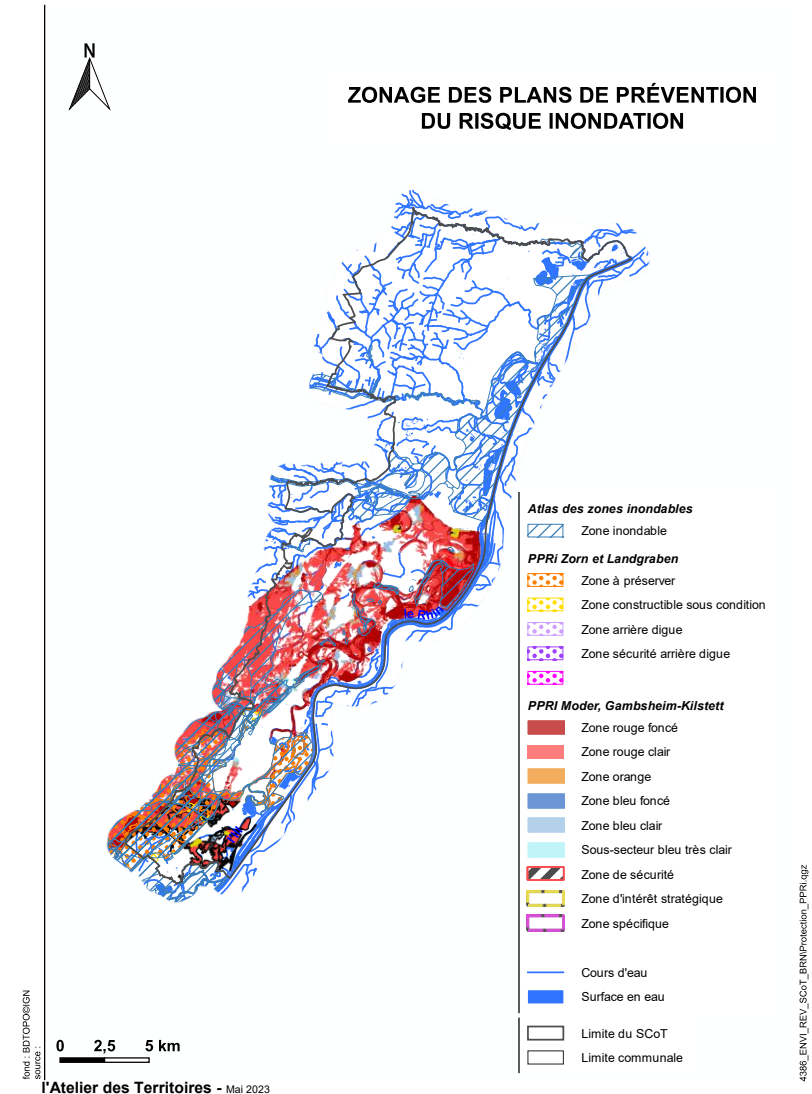 N
ZONAGE DES PLANS DE PRÉVENTION
DU RISQUE INONDATION
le Rhin
Atlas des zones inondables
Zone inondable
PPRi Zorn et Landgraben
Zone à préserver
Zone constructible sous condition
Zone arrière digue
Zone sécurité arrière digue
PPRI Moder, Gambsheim-Kilstett
Zone rouge foncé
Zone rouge clair
Zone orange
Zone bleu foncé
Zone bleu clair
Sous-secteur bleu très clair
Zone de sécurité
Zone d'intérêt stratégique
Zone spécifique
Cours d'eau
Surface en eau
Limite du SCoT
Limite communale
0 2,5 5 km
fond : BDTOPO©IGN
source :
l'Atelier des Territoires - Mai 2023
4386_ENVI_REV_SCoT_BRN\Protection_PPRi.qgz